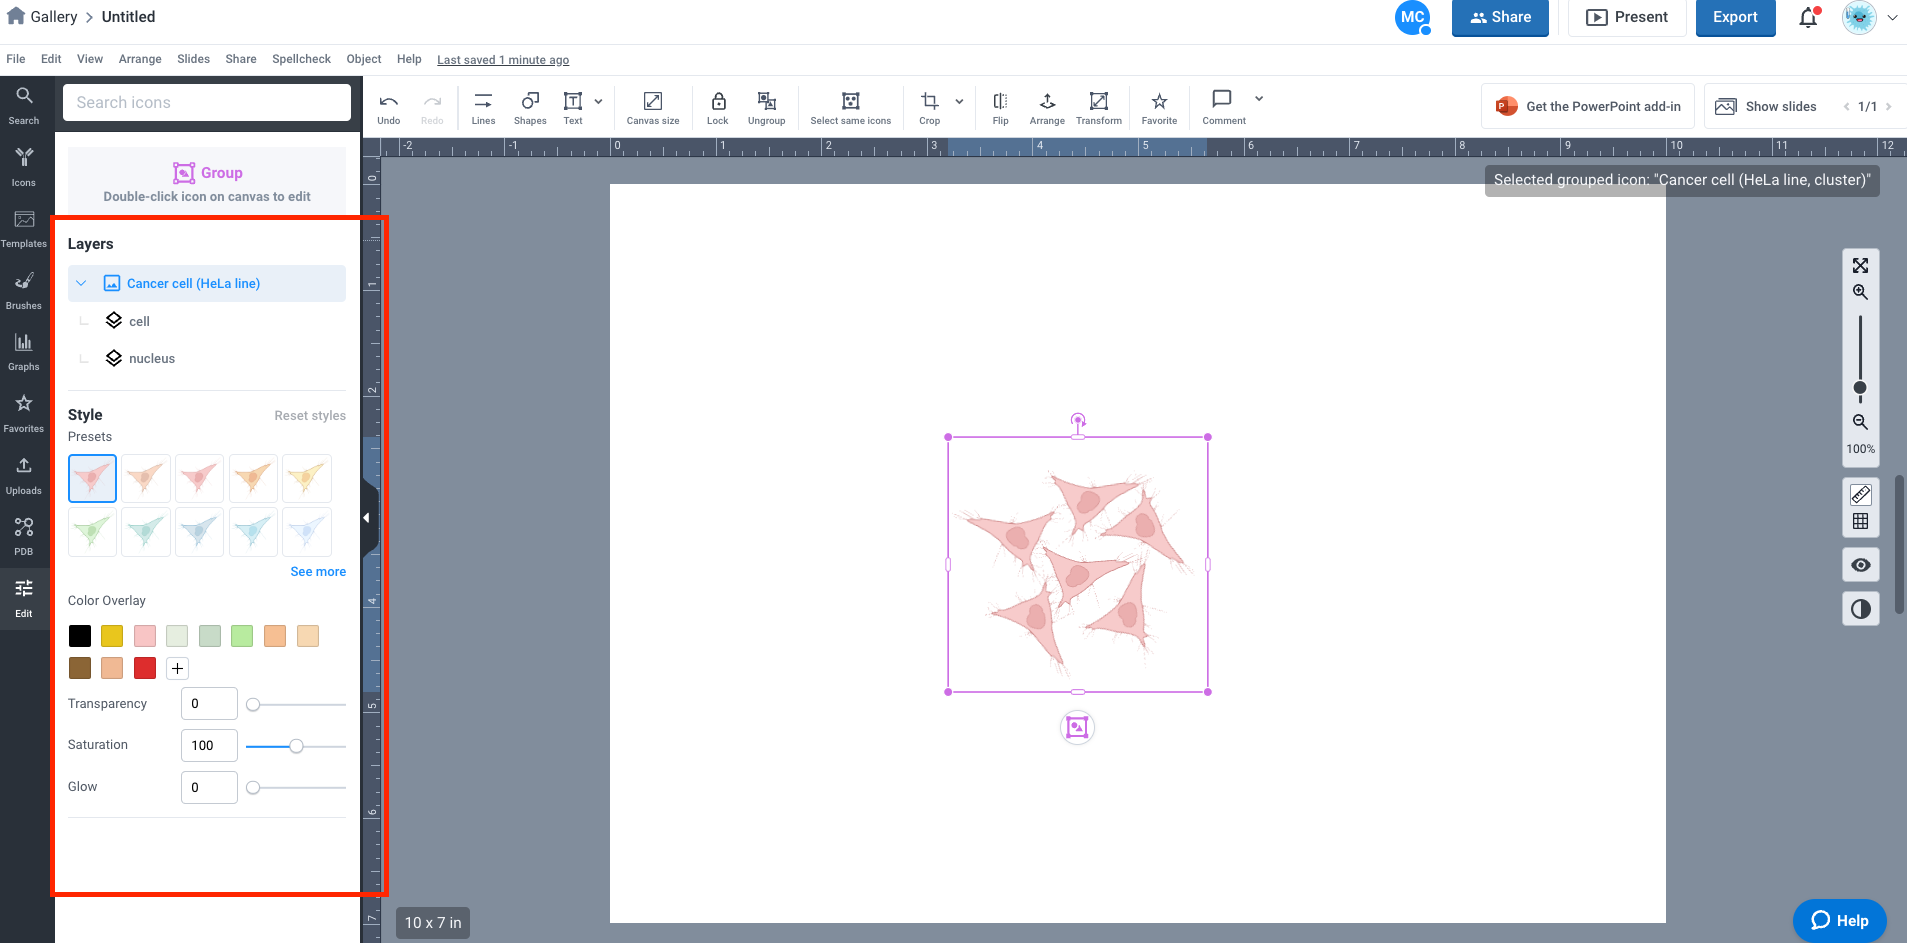 Gallery > Untitled
MC
Share
Present
Export
File Edit View Arrange Slides Share Spellcheck Object Help Last saved 1 minute ago
Search icons
Undo Redo Lines Shapes Text Canvas size Lock Ungroup Select same icons Crop Flip Arrange Transform Favorite Comment
P Get the PowerPoint add-in
Show slides
1/1
-2 -1 0 1 2 3 4 5 6 7 8 9 10 11 12
0
1
2
4
5
6
7
Search
Icons
Templates
Brushes
Graphs
Favorites
Uploads
PDB
Edit
Group
Double-click icon on canvas to edit
Layers
Cancer cell (HeLa line)
cell
nucleus
Style Reset styles
Presets
See more
Color Overlay
+
Transparency 0
Saturation 100
Glow 0
Selected grouped icon: "Cancer cell (HeLa line, cluster)"
100%
10 x 7 in
Help